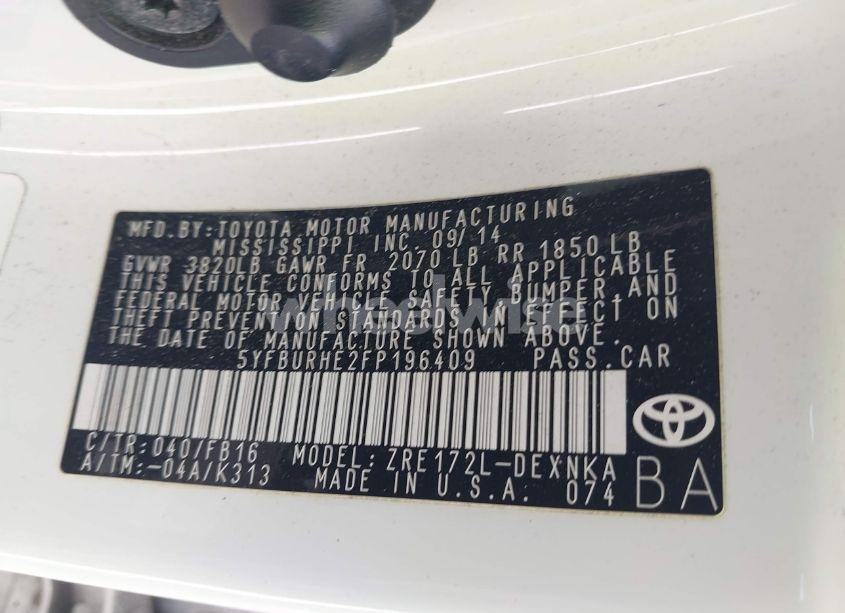 MFD.BY:TOYOTA MOTOR MANUFACTURING
MISSISSIPPI INC. 09/14
GVWR 3820LB GAWR FR 2070 LB RR 1850 LB
THIS VEHICLE CONFORMS TO ALL APPLICABLE
FEDERAL MOTOR VEHICLE SAFETY, BUMPER AND
THEFT PREVENTION STANDARDS IN EFFECT ON
THE DATE OF MANUFACTURE SHOWN ABOVE.
5YFBURHE2FP196409 PASS.CAR
C/TR:040/FB16 MODEL:ZRE172L-DEXNKA
A/TM:-04A/K313 MADE IN U.S.A. 074
BA
wheelwise